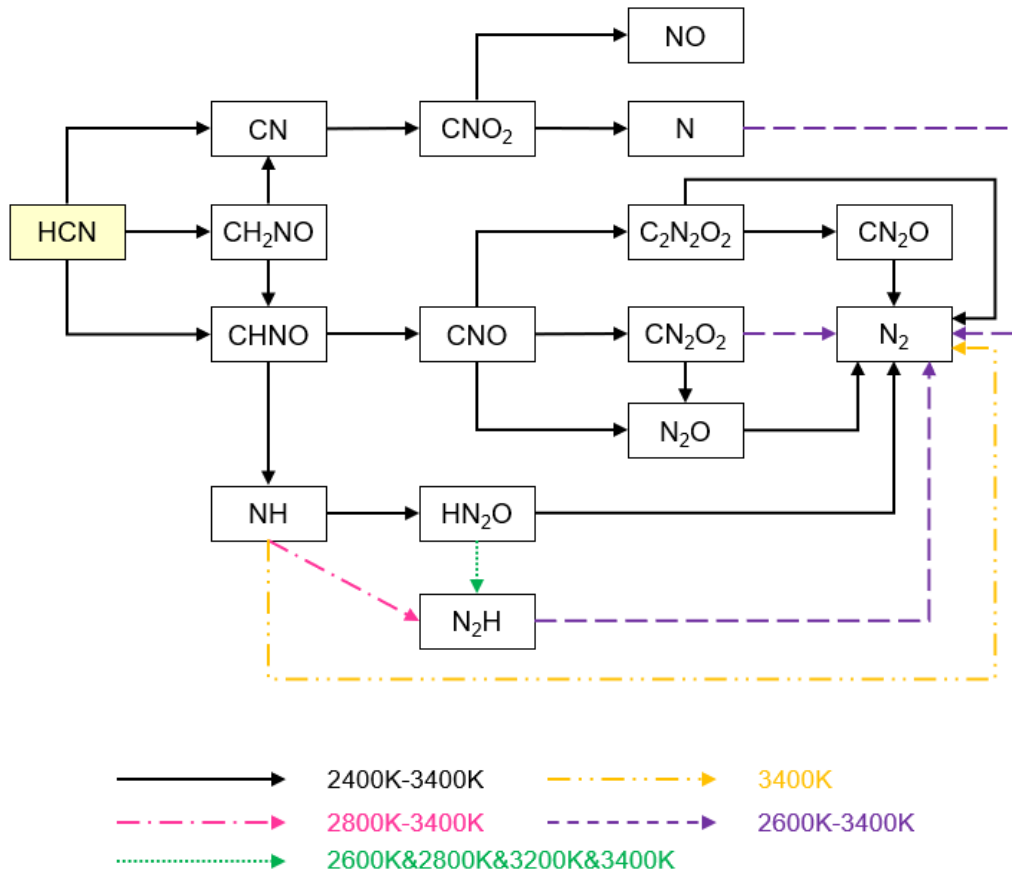 NO
CN
CNO₂
N
HCN
CH₂NO
C₂N₂O₂
CN₂O
CHNO
CNO
CN₂O₂
N₂
N₂O
NH
HN₂O
N₂H
2400K-3400K
3400K
2800K-3400K
2600K-3400K
2600K&2800K&3200K&3400K